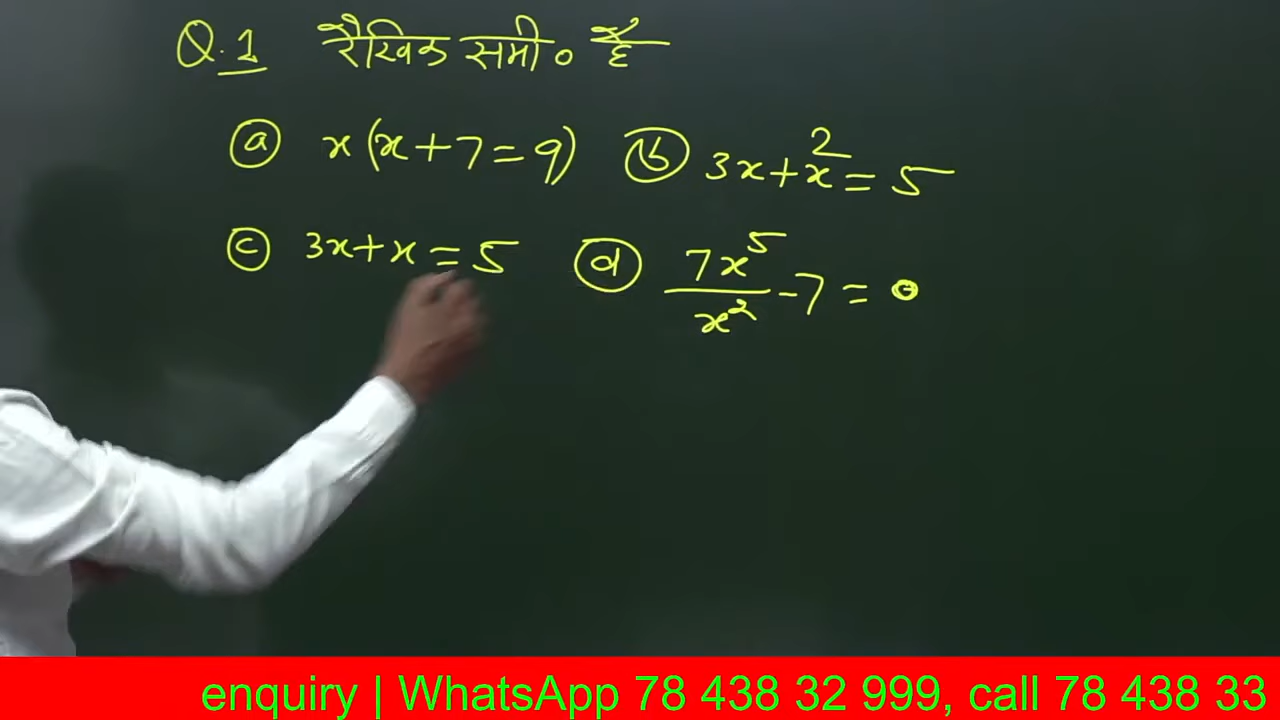 Q.1 रैखिक समी० है
(a) x(x+7=9) (b) 3x+2/x=5
(c) 3x+x=5 (d) 7x⁵/x²-7=0
enquiry | WhatsApp 78 438 32 999, call 78 438 33